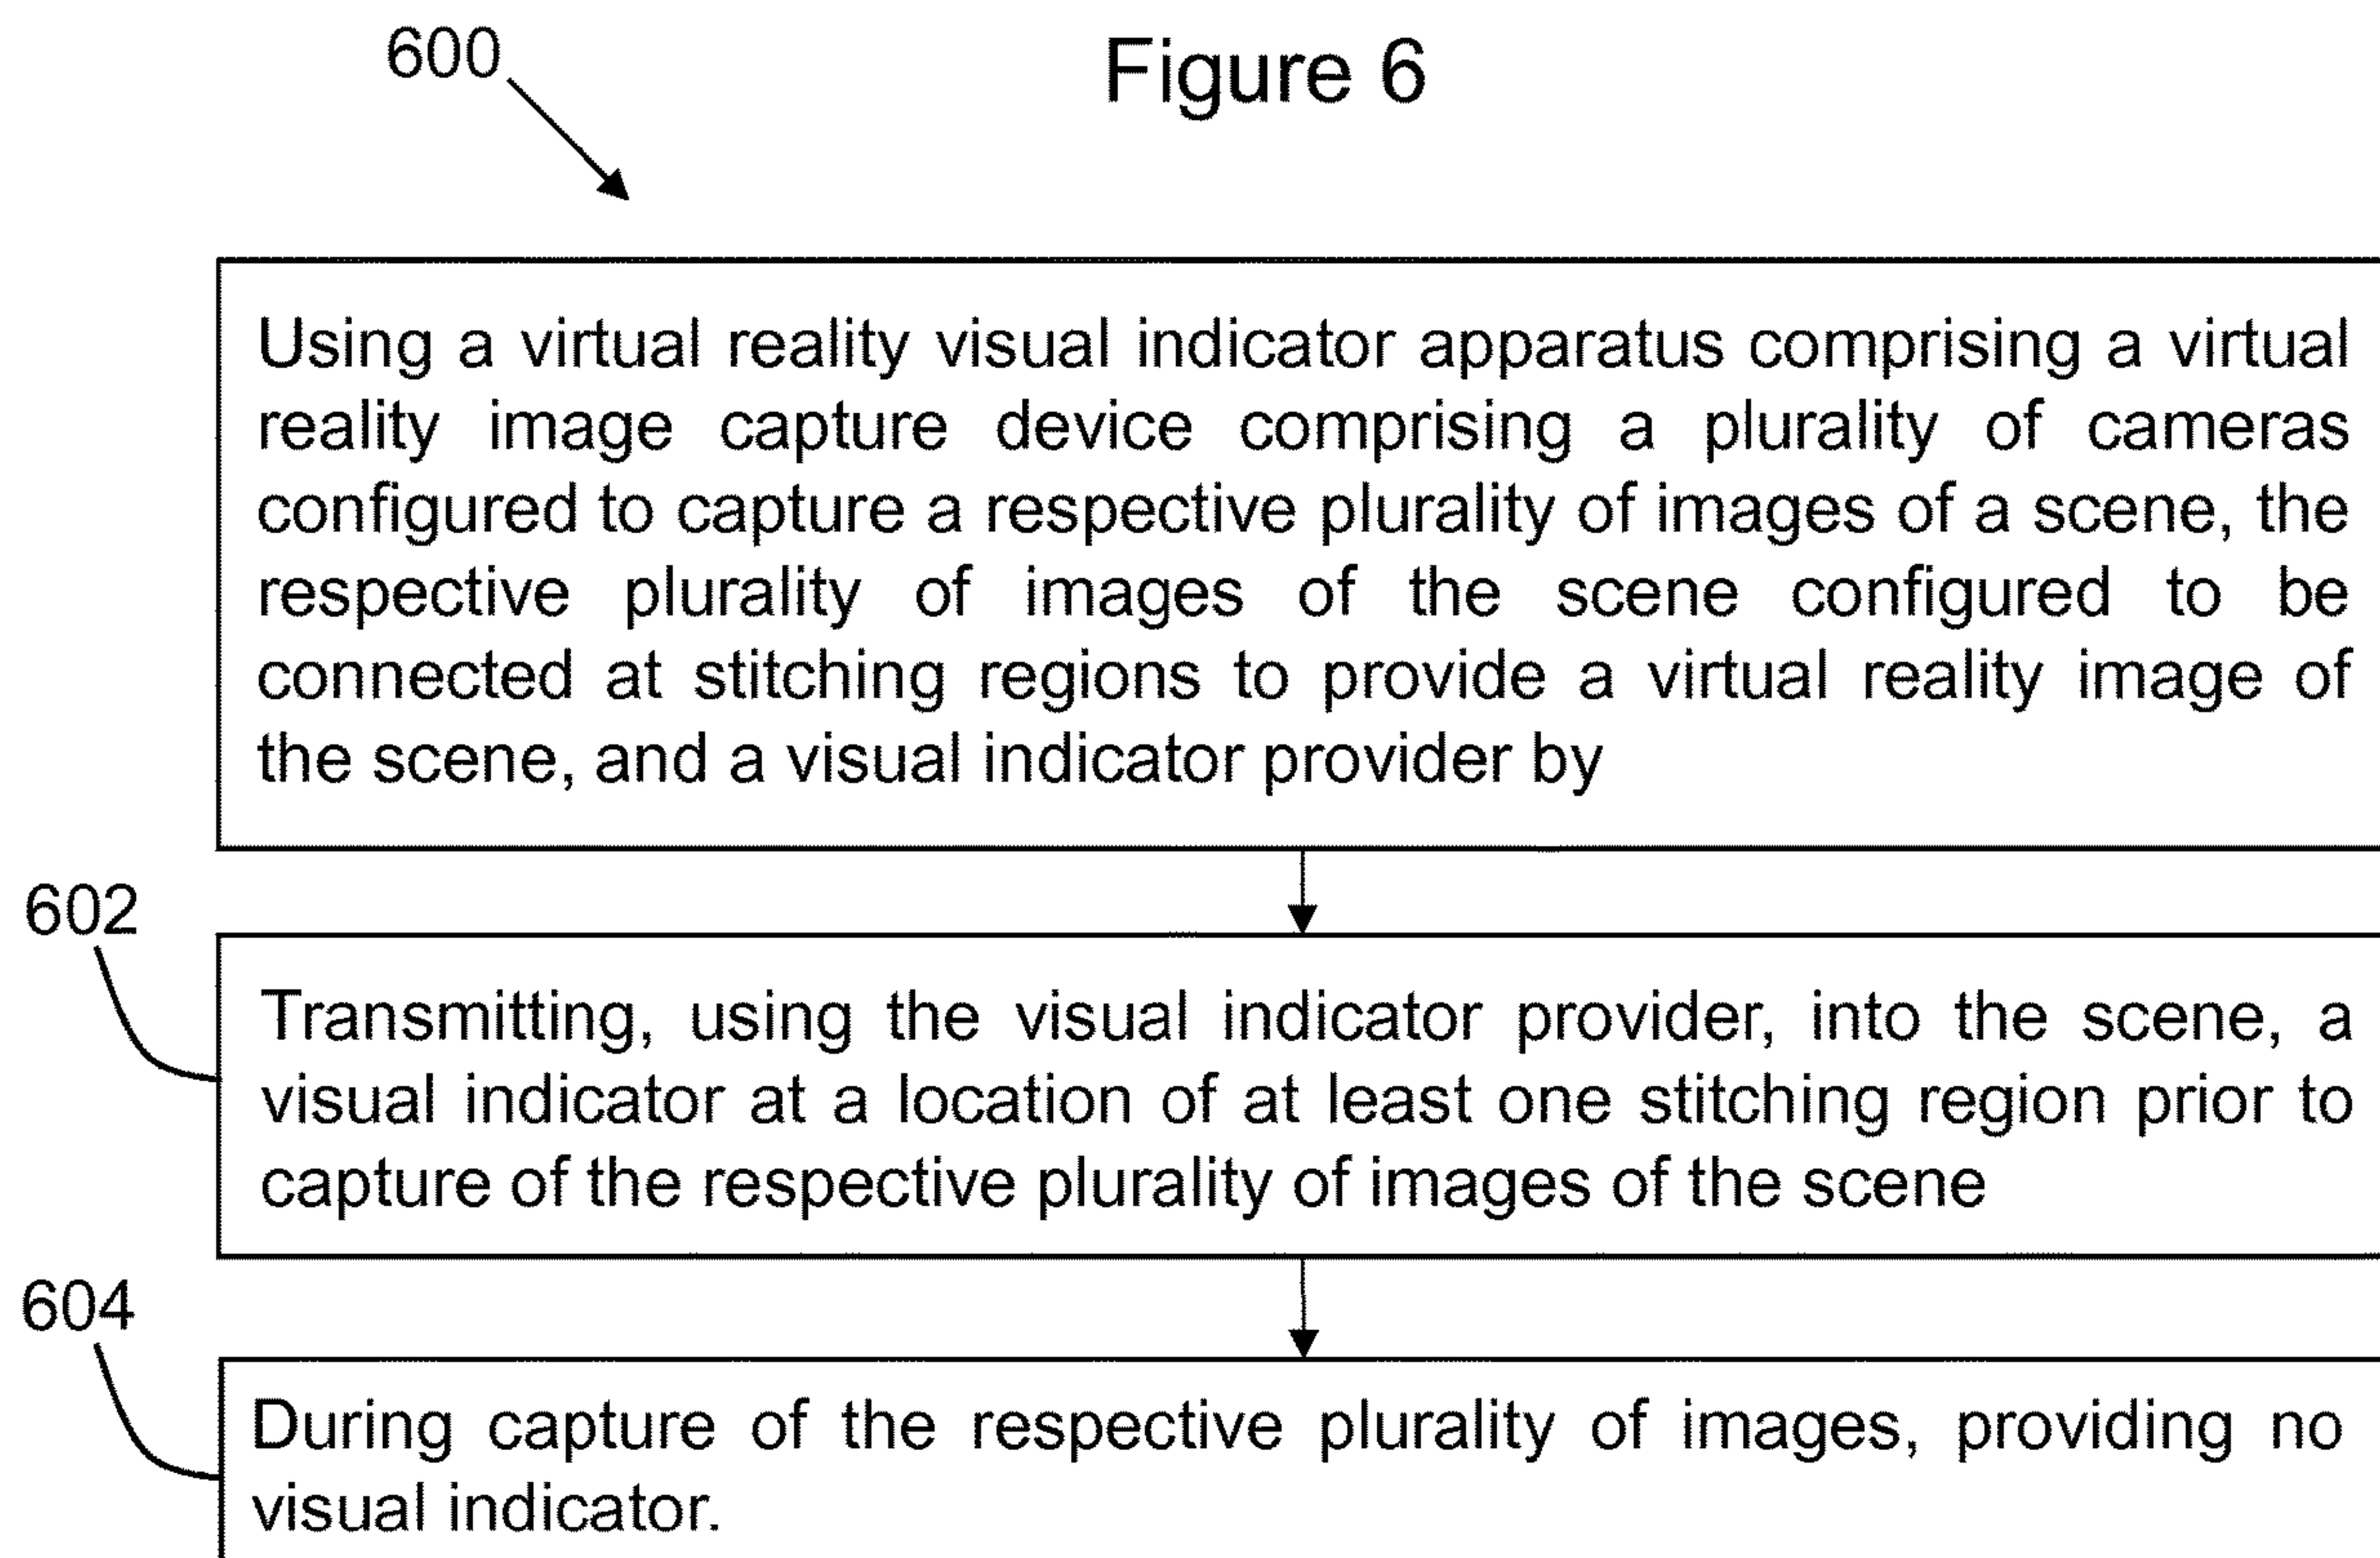 600
Figure 6
Using a virtual reality visual indicator apparatus comprising a virtual
reality image capture device comprising a plurality of cameras
configured to capture a respective plurality of images of a scene, the
respective plurality of images of the scene configured to be
connected at stitching regions to provide a virtual reality image of
the scene, and a visual indicator provider by
602
Transmitting, using the visual indicator provider, into the scene, a
visual indicator at a location of at least one stitching region prior to
capture of the respective plurality of images of the scene
604
During capture of the respective plurality of images, providing no
visual indicator.